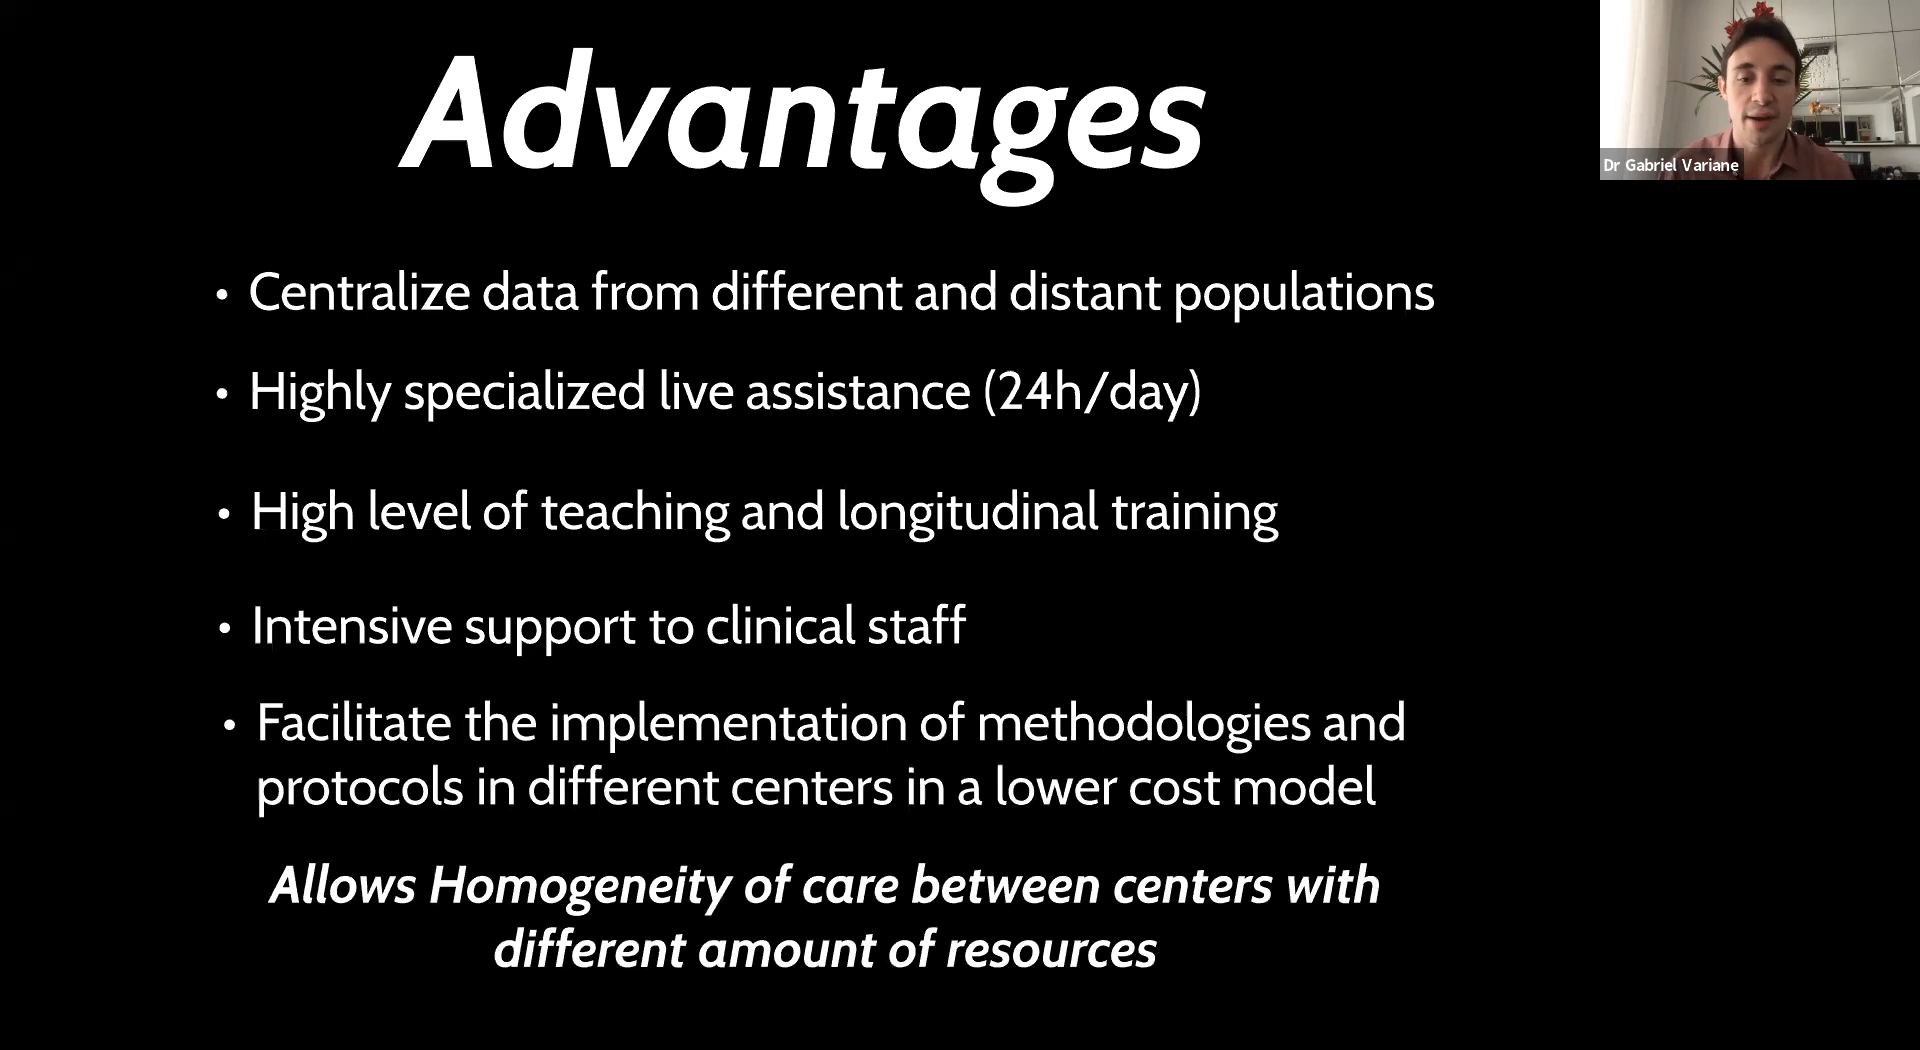 Advantages
Dr Gabriel Variane
• Centralize data from different and distant populations
• Highly specialized live assistance (24h/day)
• High level of teaching and longitudinal training
• Intensive support to clinical staff
• Facilitate the implementation of methodologies and
protocols in different centers in a lower cost model
Allows Homogeneity of care between centers with
different amount of resources